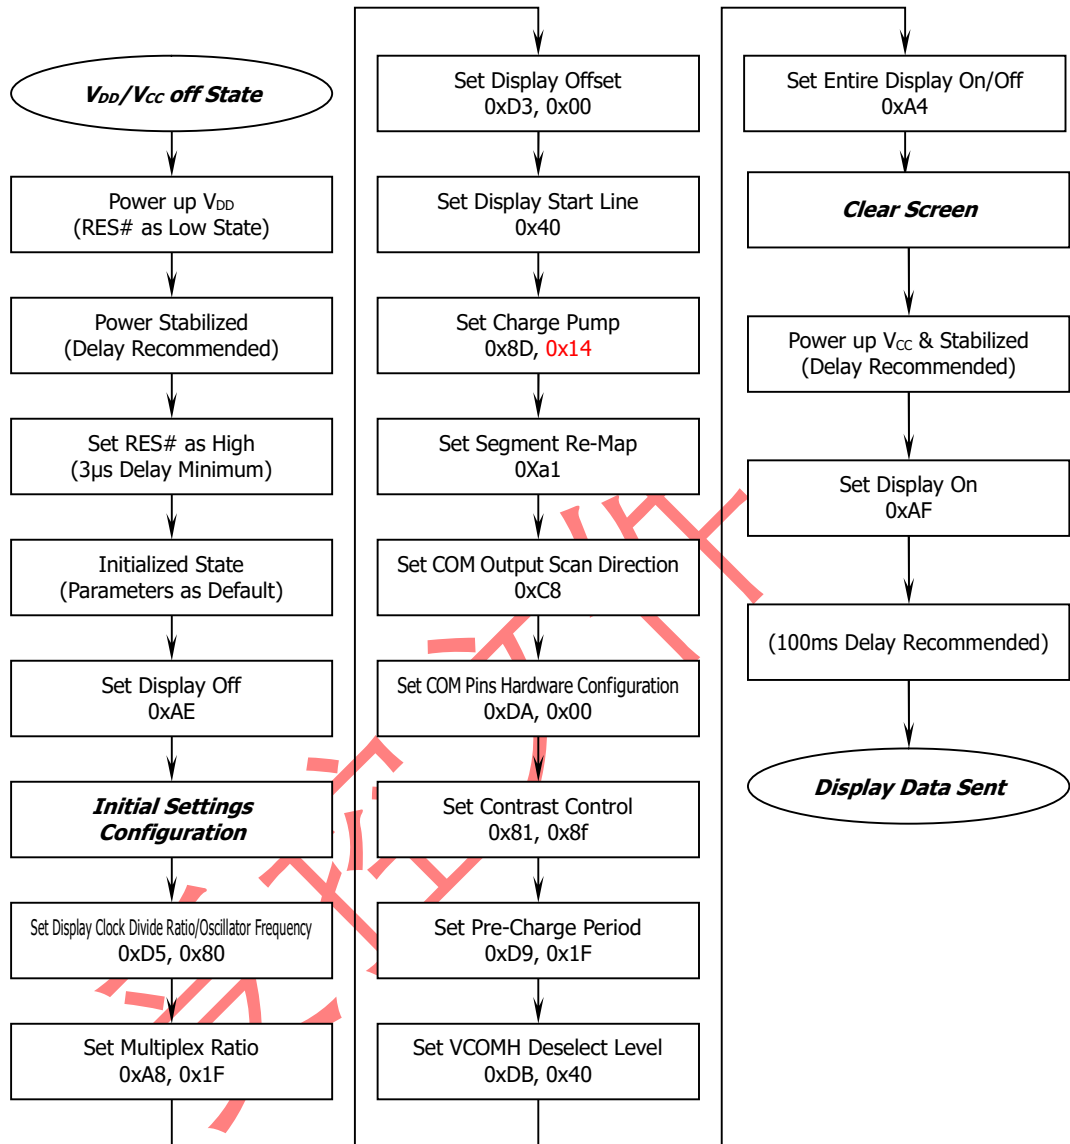 V_DD/V_CC off State
Power up V_DD
(RES# as Low State)
Power Stabilized
(Delay Recommended)
Set RES# as High
(3μs Delay Minimum)
Initialized State
(Parameters as Default)
Set Display Off
0xAE
Initial Settings
Configuration
Set Display Clock Divide Ratio/Oscillator Frequency
0xD5, 0x80
Set Multiplex Ratio
0xA8, 0x1F
Set Display Offset
0xD3, 0x00
Set Display Start Line
0x40
Set Charge Pump
0x8D, 0x14
Set Segment Re-Map
0Xa1
Set COM Output Scan Direction
0xC8
Set COM Pins Hardware Configuration
0xDA, 0x00
Set Contrast Control
0x81, 0x8f
Set Pre-Charge Period
0xD9, 0x1F
Set VCOMH Deselect Level
0xDB, 0x40
Set Entire Display On/Off
0xA4
Clear Screen
Power up V_CC & Stabilized
(Delay Recommended)
Set Display On
0xAF
(100ms Delay Recommended)
Display Data Sent